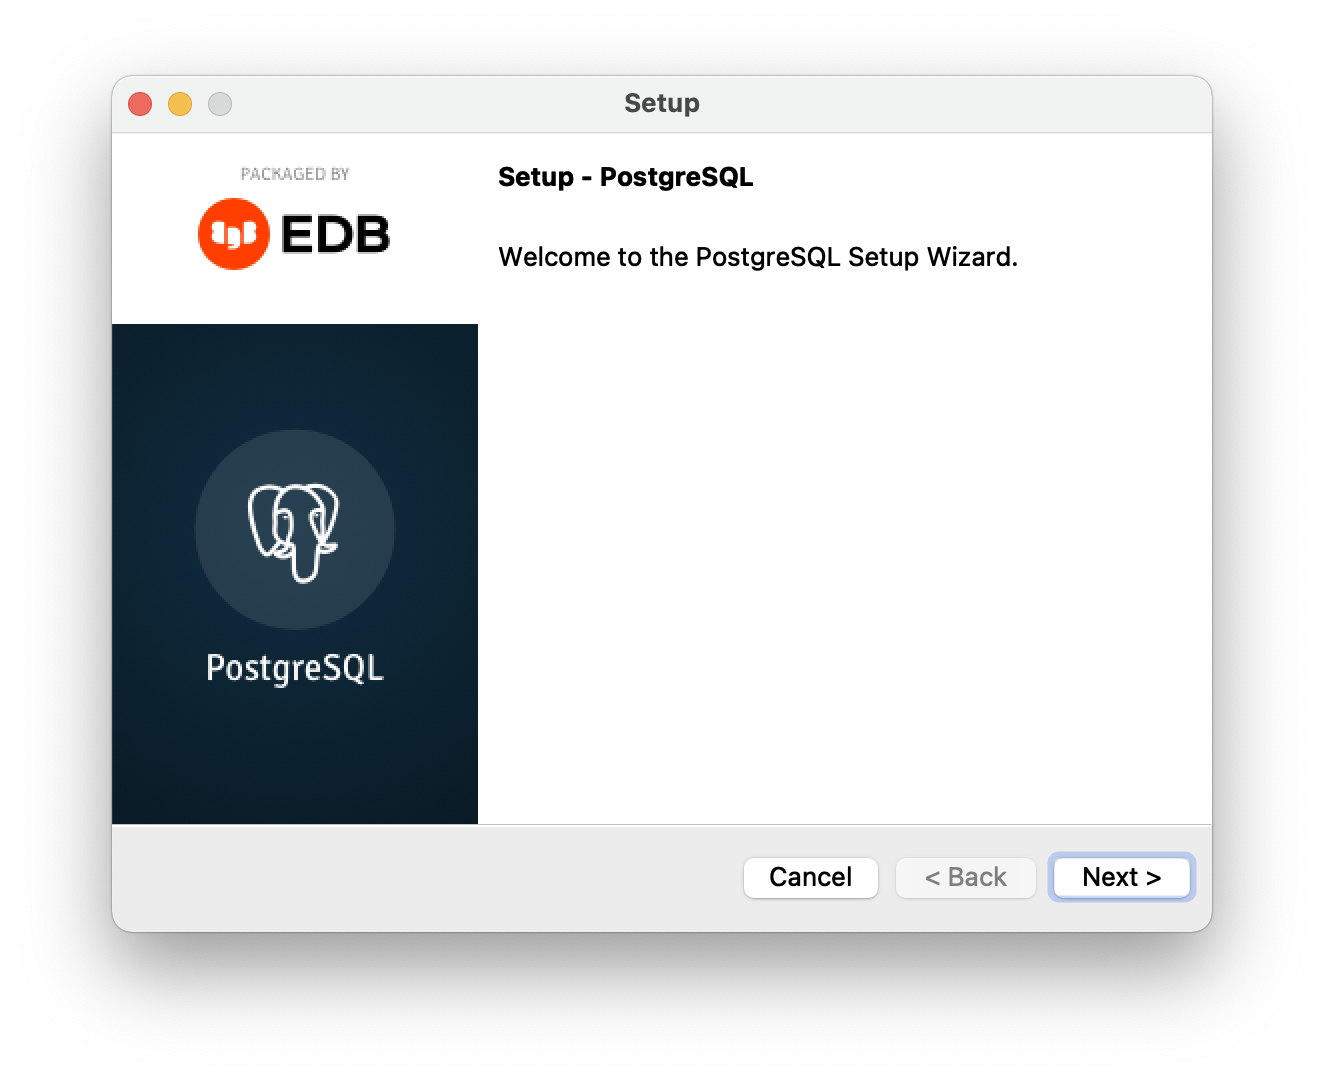 Setup
PACKAGED BY
EDB
Setup - PostgreSQL
Welcome to the PostgreSQL Setup Wizard.
PostgreSQL
Cancel
< Back
Next >